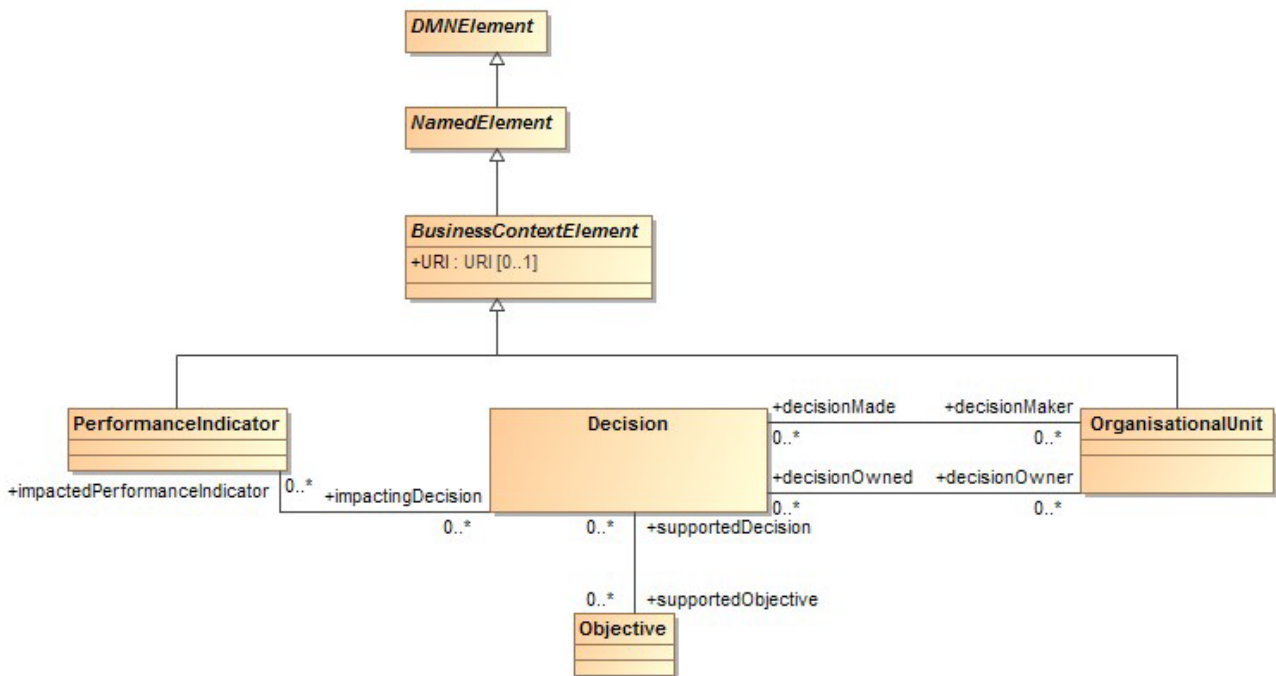 DMNElement
NamedElement
BusinessContextElement
+URI : URI [0..1]
PerformanceIndicator
Decision
+decisionMade
+decisionMaker
OrganisationalUnit
0..*
0..*
+decisionOwned
+decisionOwner
0..*
0..*
+impactedPerformanceIndicator
0..*
+impactingDecision
0..*
0..*
+supportedDecision
0..*
+supportedObjective
Objective